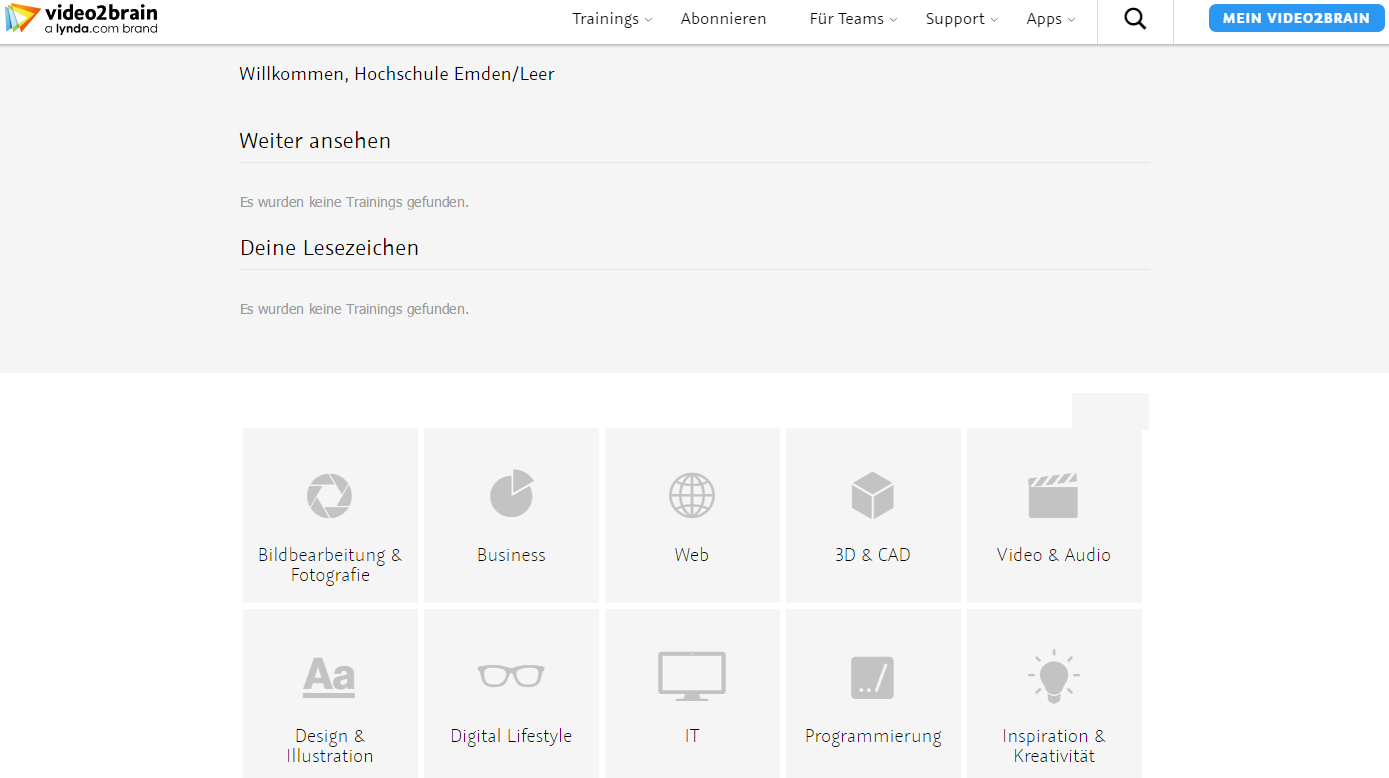 video2brain
a lynda.com brand
Trainings Abonnieren Für Teams Support Apps MEIN VIDEO2BRAIN
Willkommen, Hochschule Emden/Leer
Weiter ansehen
Es wurden keine Trainings gefunden.
Deine Lesezeichen
Es wurden keine Trainings gefunden.
Bildbearbeitung &
Fotografie
Business
Web
3D & CAD
Video & Audio
Aa
Design &
Illustration
Digital Lifestyle
IT
../
Programmierung
Inspiration &
Kreativität